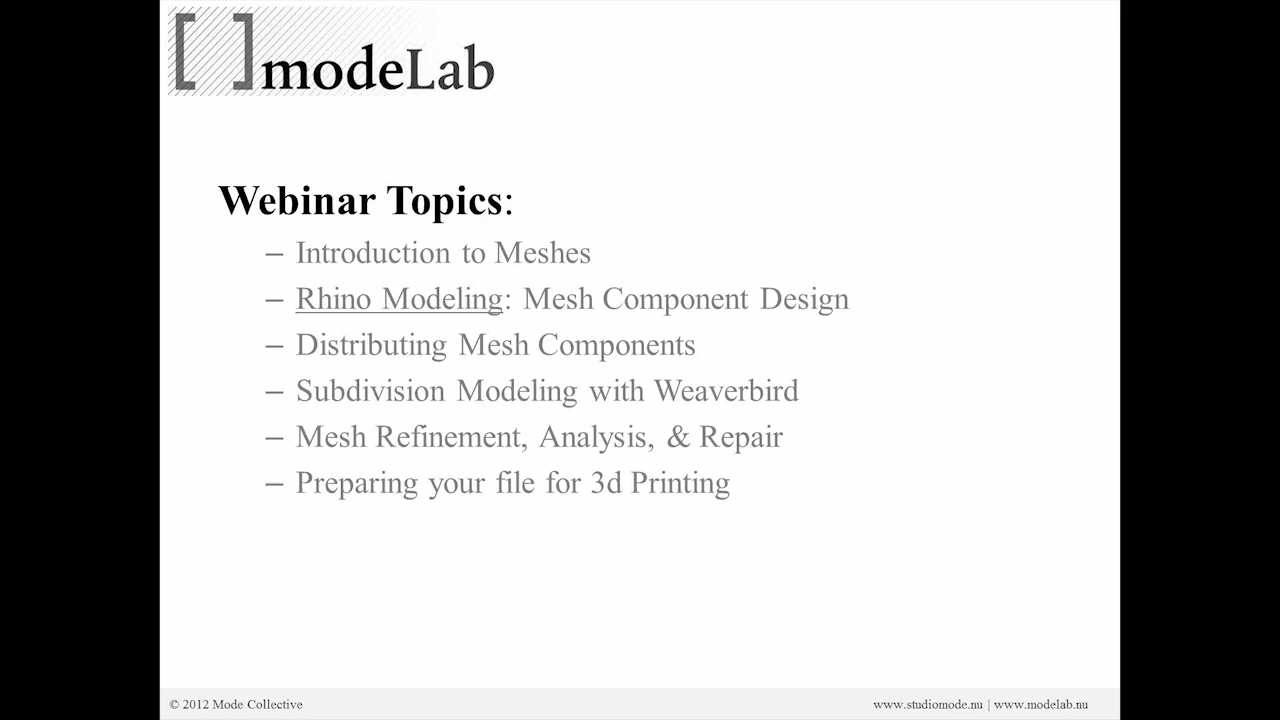 [ ] modeLab
Webinar Topics:
– Introduction to Meshes
– Rhino Modeling: Mesh Component Design
– Distributing Mesh Components
– Subdivision Modeling with Weaverbird
– Mesh Refinement, Analysis, & Repair
– Preparing your file for 3d Printing
© 2012 Mode Collective
www.studiomode.nu | www.modelab.nu